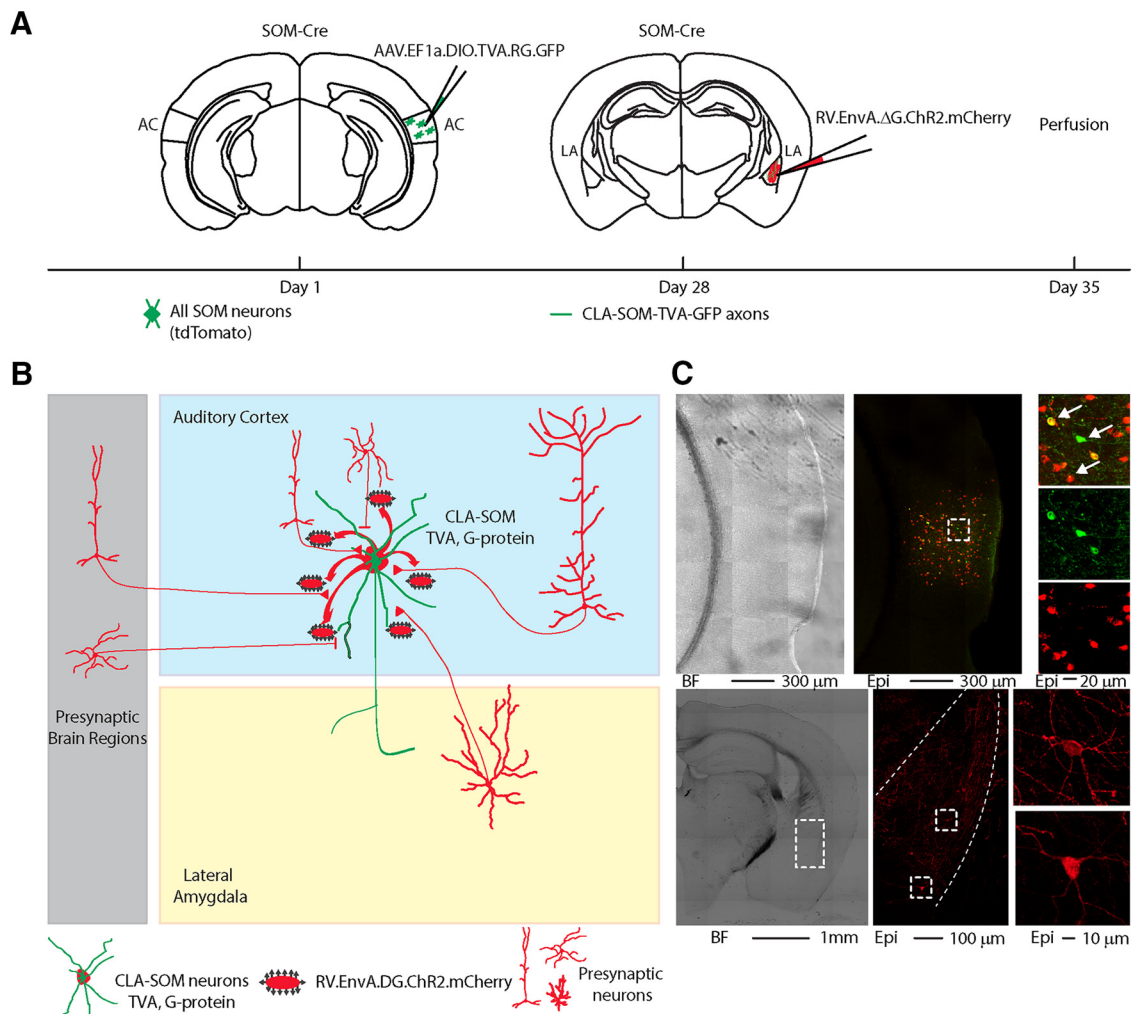 A
SOM-Cre
AAV.EF1a.DIO.TVA.RG.GFP
AC
AC
SOM-Cre
RV.EnvA.ΔG.ChR2.mCherry
LA
LA
Perfusion
Day 1
Day 28
Day 35
All SOM neurons
(tdTomato)
CLA-SOM-TVA-GFP axons
B
Auditory Cortex
CLA-SOM
TVA, G-protein
Presynaptic
Brain Regions
Lateral
Amygdala
CLA-SOM neurons
TVA, G-protein
RV.EnvA.DG.ChR2.mCherry
Presynaptic
neurons
C
BF 300 μm
Epi 300 μm
Epi 20 μm
BF 1mm
Epi 100 μm
Epi 10 μm